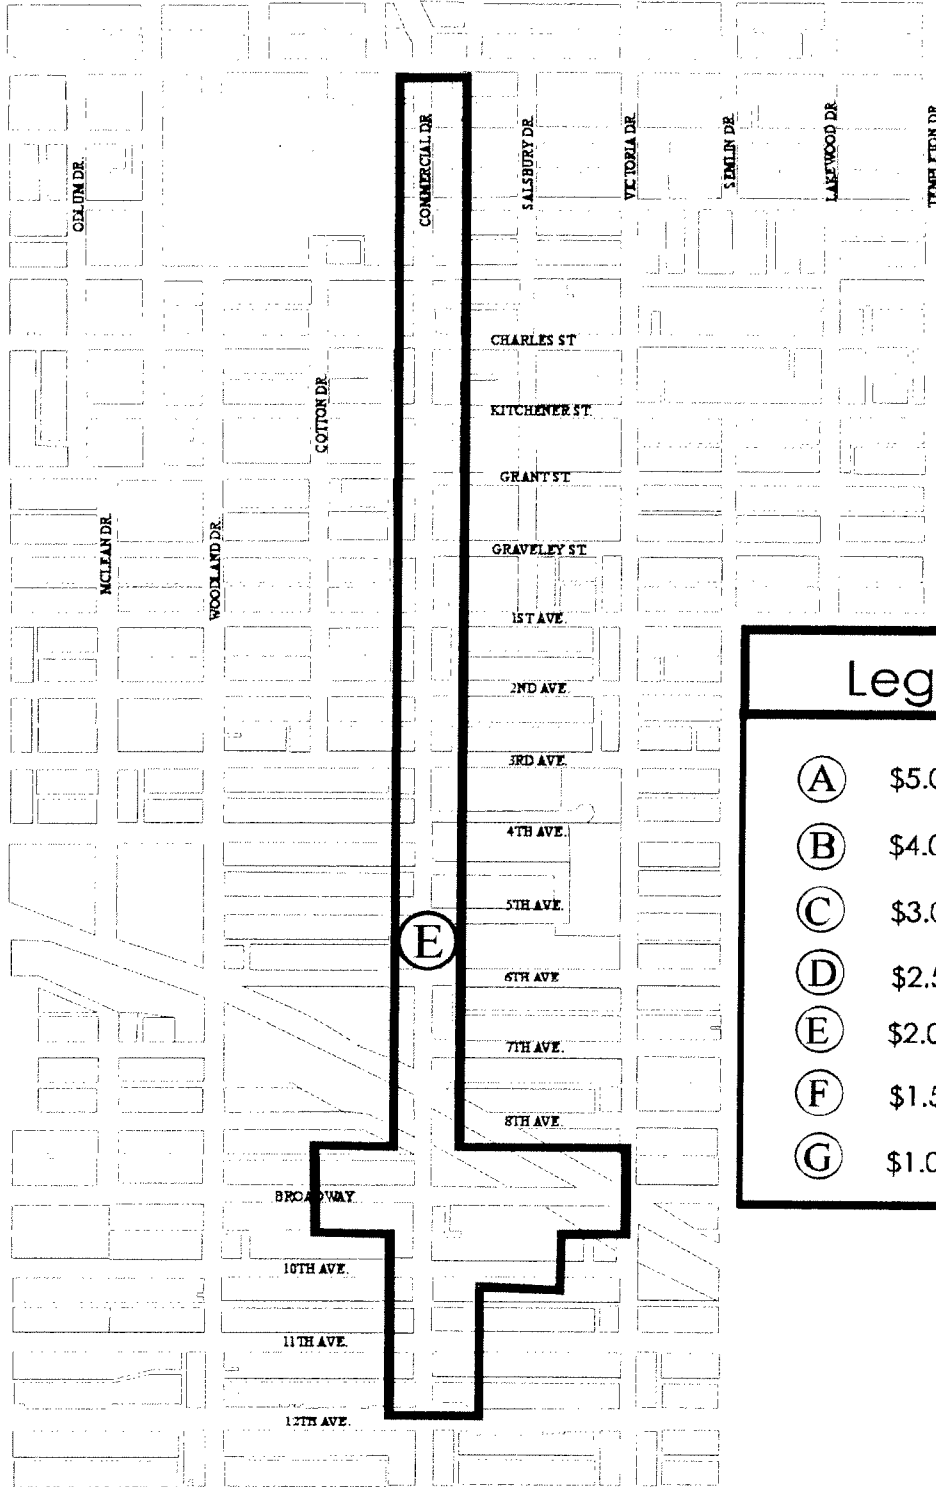 ODLUM DR.
COMMERCIAL DR.
SALSBURY DR.
VICTORIA DR.
SEMLIN DR.
LAKEWOOD DR.
TEMPLETON DR.
CHARLES ST
COTTON DR.
KITCHENER ST.
GRANT ST.
MCLEAN DR.
WOODLAND DR.
GRAVELEY ST.
1ST AVE.
2ND AVE.
3RD AVE.
4TH AVE.
5TH AVE.
E
6TH AVE
7TH AVE.
8TH AVE.
BROADWAY
10TH AVE.
11TH AVE.
12TH AVE.
Leg
A $5.0
B $4.0
C $3.0
D $2.5
E $2.0
F $1.5
G $1.0